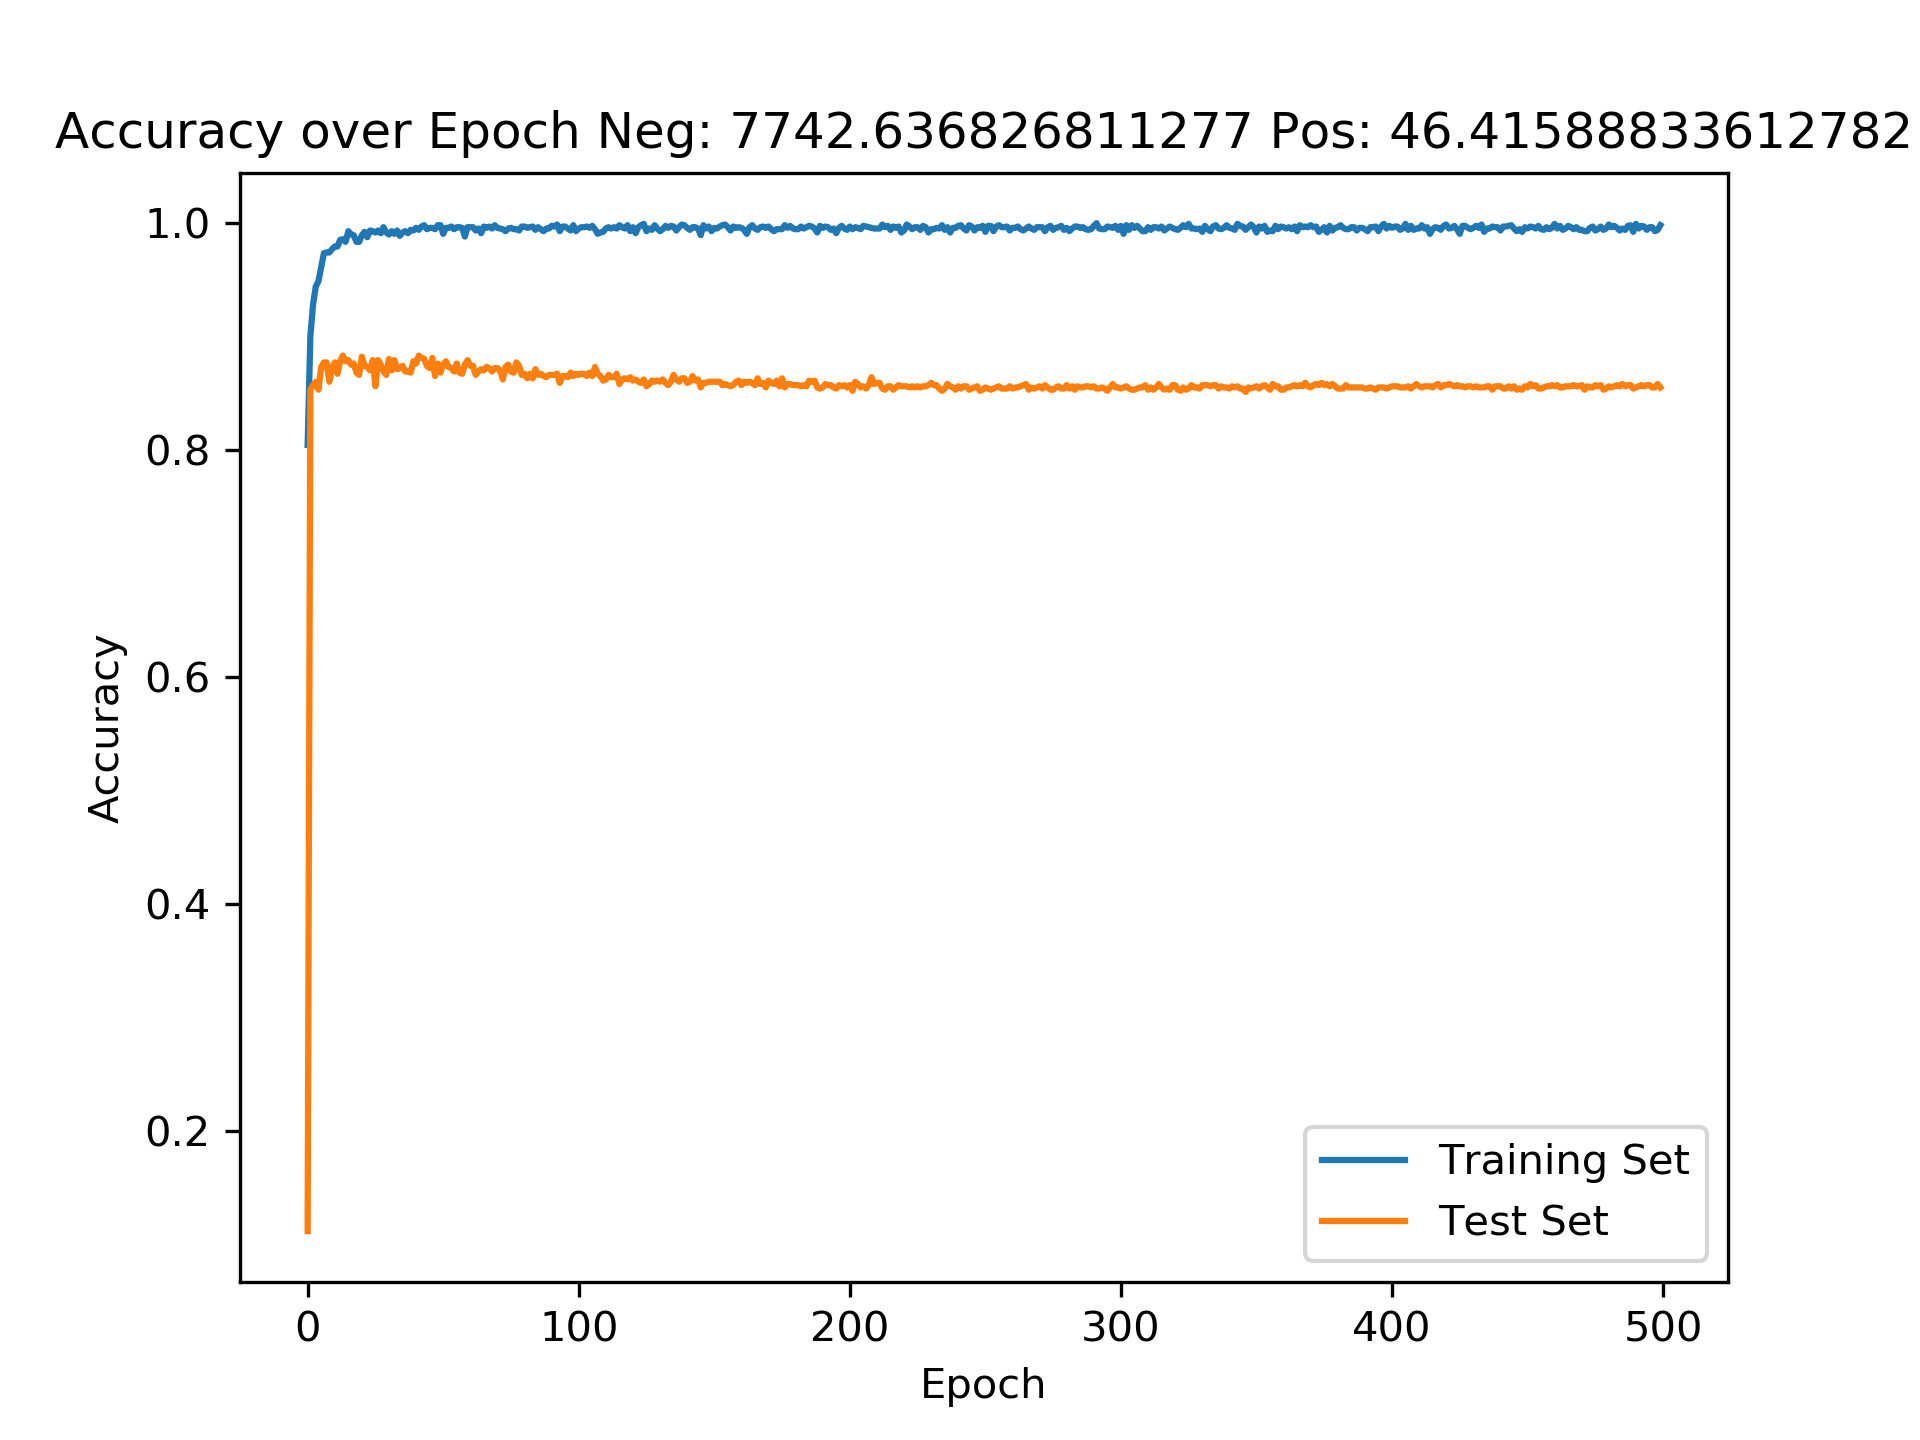 Accuracy over Epoch Neg: 7742.636826811277 Pos: 46.41588833612782
1.0
0.8
0.6
0.4
0.2
Accuracy
Training Set
Test Set
0 100 200 300 400 500
Epoch